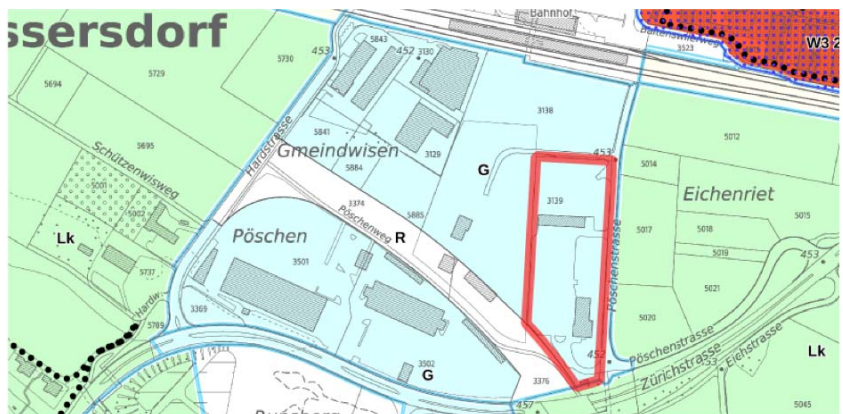 Bahnhof
ssersdorf
5843
453
452
3130
3523
W3 2
5730
5729
5694
3138
5695
5841
Hardstrasse
Gmeindwisen
3129
453
5012
Schützenwisweg
5884
G
5014
5001
5002
3374
3139
Eichenriet
5885
Pöschenweg
Pöschen
R
5017
5018
5015
Lk
3501
5019
453
5737
Pöschenstrasse
5021
Hardw.
3369
5020
5789
452
Pöschenstrasse
Lk
3502
Zürichstrasse
Eichstrasse
G
3376
457
5045